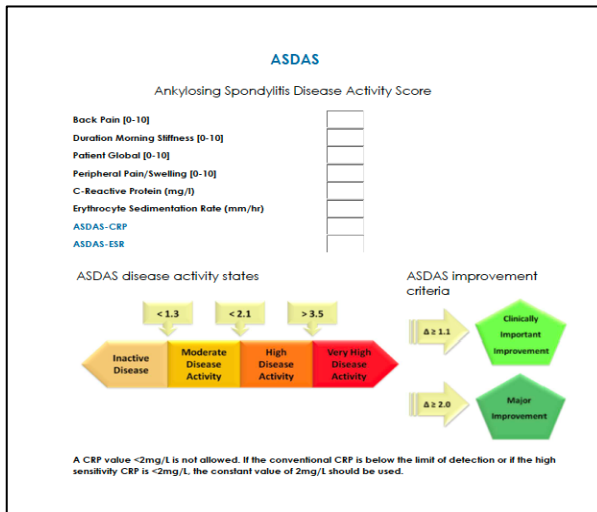 ASDAS
Ankylosing Spondylitis Disease Activity Score
Back Pain [0-10]
Duration Morning Stiffness [0-10]
Patient Global [0-10]
Peripheral Pain/Swelling [0-10]
C-Reactive Protein (mg/l)
Erythrocyte Sedimentation Rate (mm/hr)
ASDAS-CRP
ASDAS-ESR
ASDAS disease activity states
< 1.3
< 2.1
> 3.5
Inactive
Disease
Moderate
Disease
Activity
High
Disease
Activity
Very High
Disease
Activity
ASDAS improvement
criteria
Δ ≥ 1.1
Clinically
Important
Improvement
Δ ≥ 2.0
Major
Improvement
A CRP value <2mg/L is not allowed. If the conventional CRP is below the limit of detection or if the high
sensitivity CRP is <2mg/L, the constant value of 2mg/L should be used.